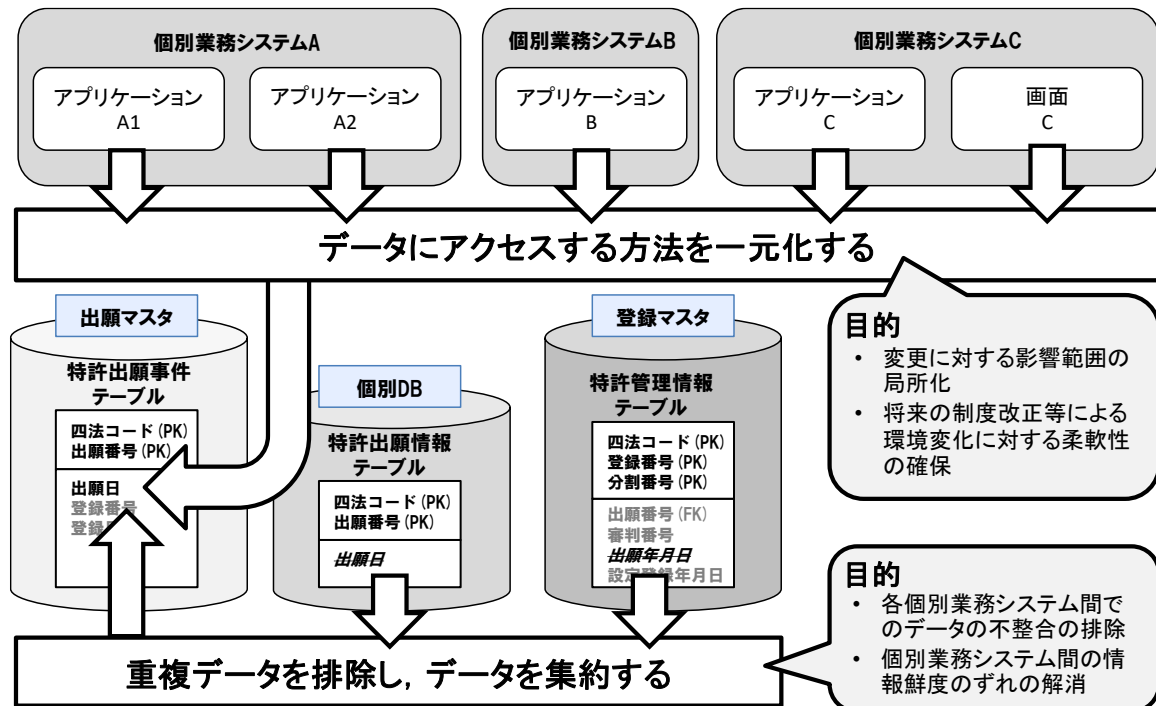 個別業務システムA
個別業務システムB
個別業務システムC
アプリケーション
A1
アプリケーション
A2
アプリケーション
B
アプリケーション
C
画面
C
データにアクセスする方法を一元化する
出願マスタ
特許出願事件
テーブル
四法コード(PK)
出願番号(PK)
出願日
登録番号
登録
個別DB
特許出願情報
テーブル
四法コード(PK)
出願番号(PK)
出願日
登録マスタ
特許管理情報
テーブル
四法コード(PK)
登録番号(PK)
分割番号(PK)
出願番号(FK)
審判番号
出願年月日
設定登録年月日
目的
• 変更に対する影響範囲の
局所化
• 将来の制度改正等による
環境変化に対する柔軟性
の確保
重複データを排除し，データを集約する
目的
• 各個別業務システム間で
のデータの不整合の排除
• 個別業務システム間の情
報鮮度のずれの解消